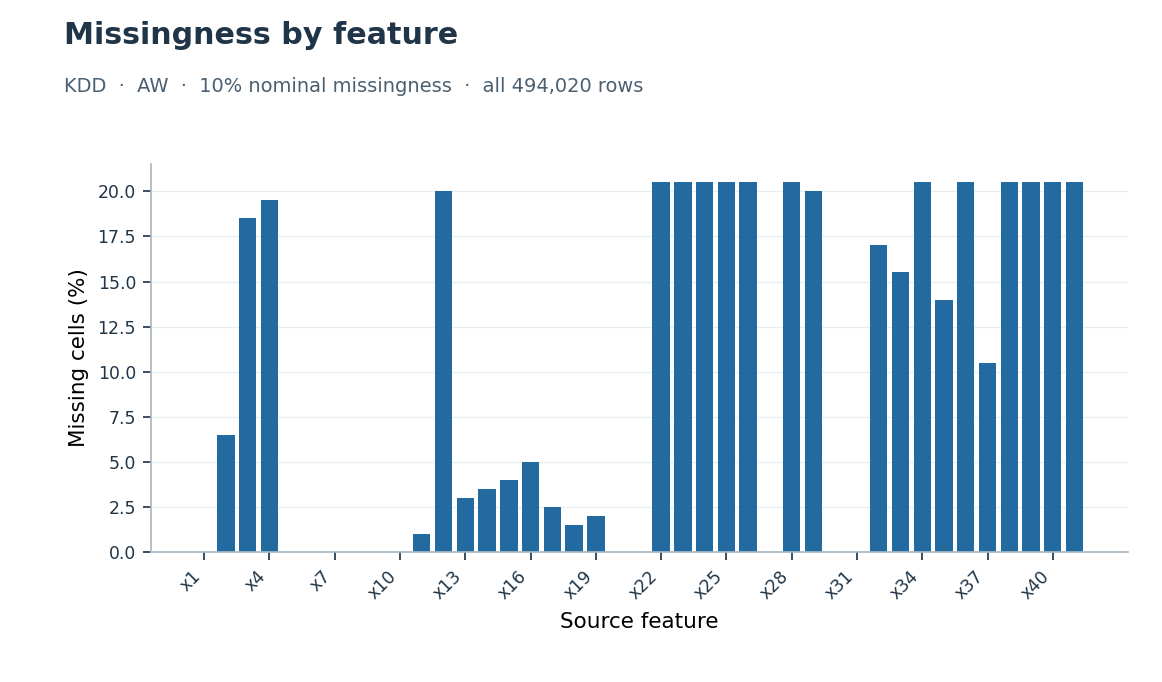 Missingness by feature
KDD · AW · 10% nominal missingness · all 494,020 rows
20.0
17.5
15.0
12.5
10.0
7.5
5.0
2.5
0.0
Missing cells (%)
x1 x4 x7 x10 x13 x16 x19 x22 x25 x28 x31 x34 x37 x40
Source feature